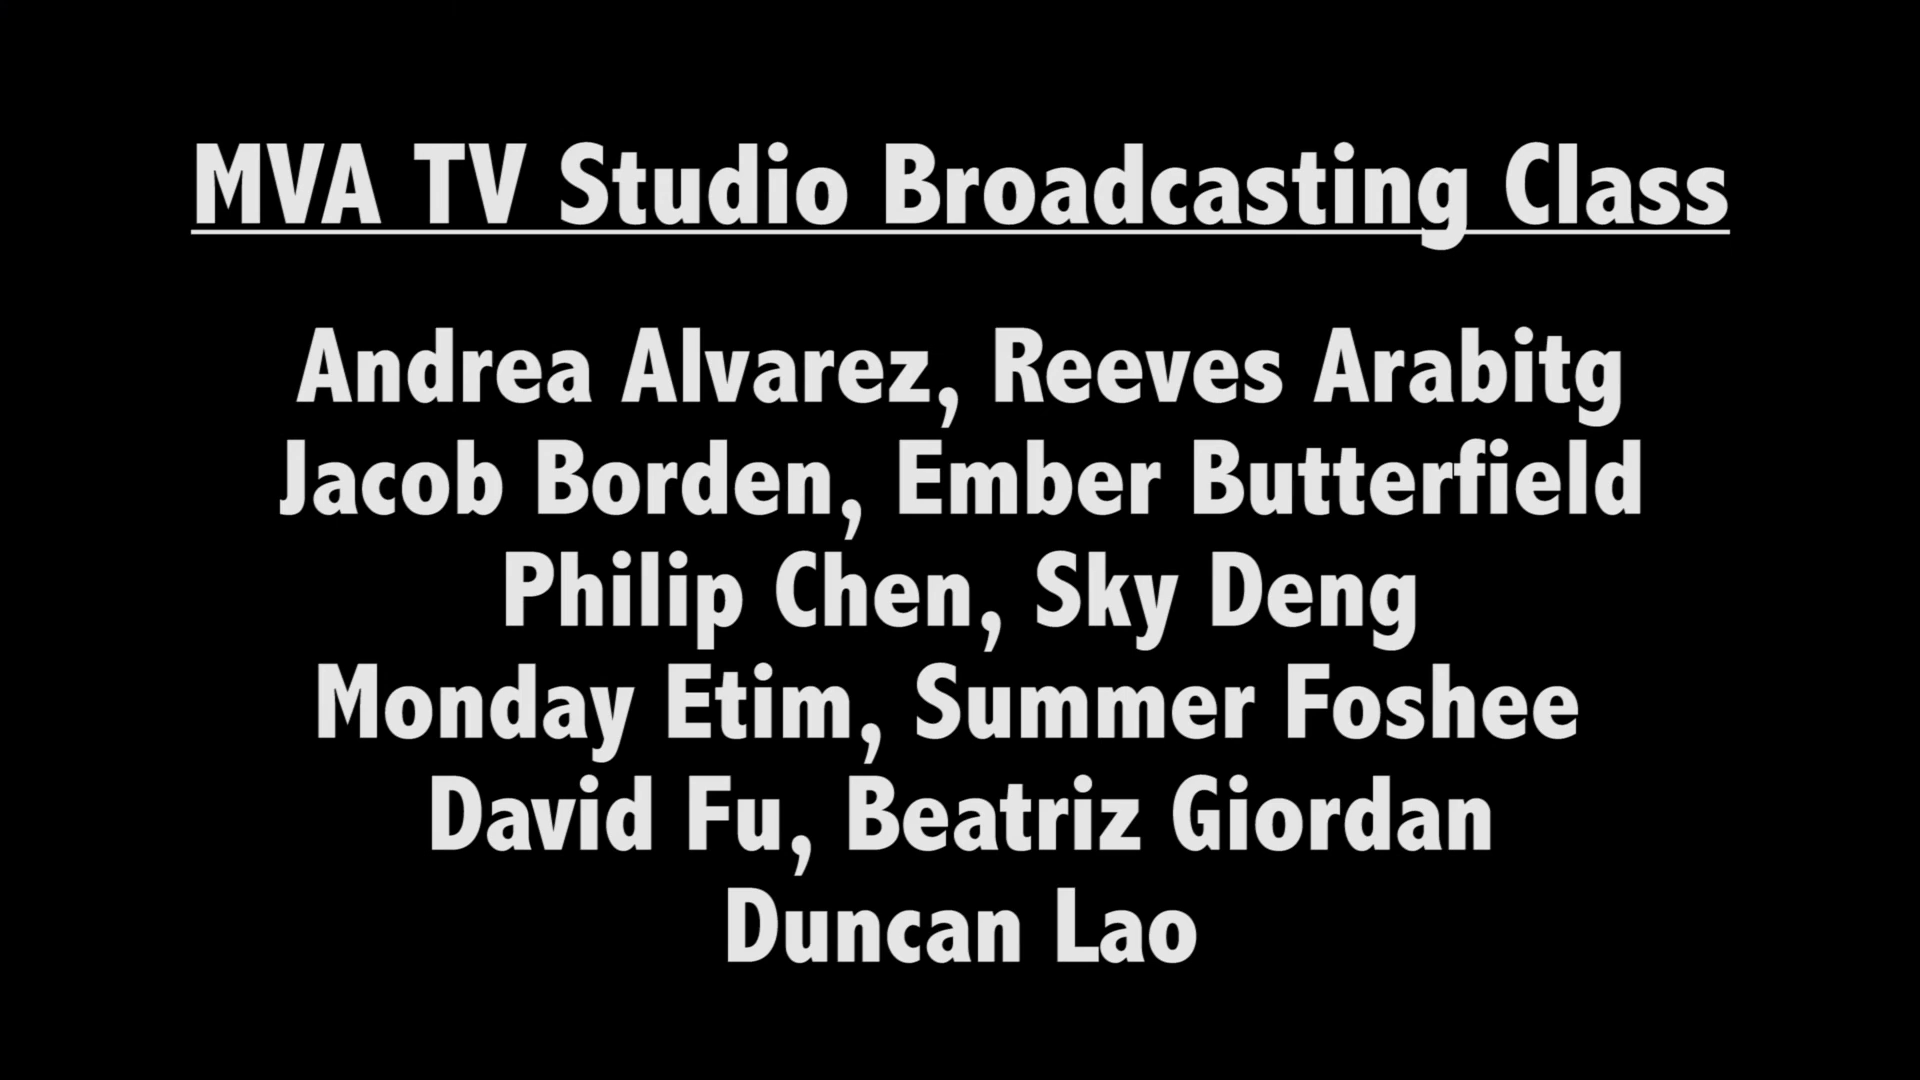 MVA TV Studio Broadcasting Class
Andrea Alvarez, Reeves Arabitg
Jacob Borden, Ember Butterfield
Philip Chen, Sky Deng
Monday Etim, Summer Foshee
David Fu, Beatriz Giordan
Duncan Lao